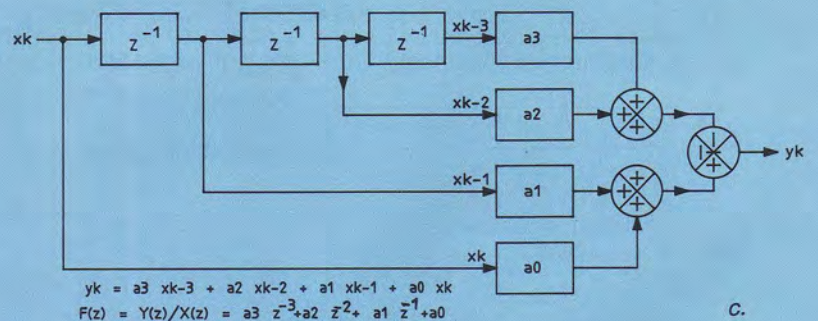 xk
z⁻¹
z⁻¹
z⁻¹
xk-3
a3
xk-2
a2
yk
xk-1
a1
xk
a0
yk = a3 xk-3 + a2 xk-2 + a1 xk-1 + a0 xk
F(z) = Y(z)/X(z) = a3 z⁻³+a2 z⁻²+ a1 z⁻¹+a0
C.